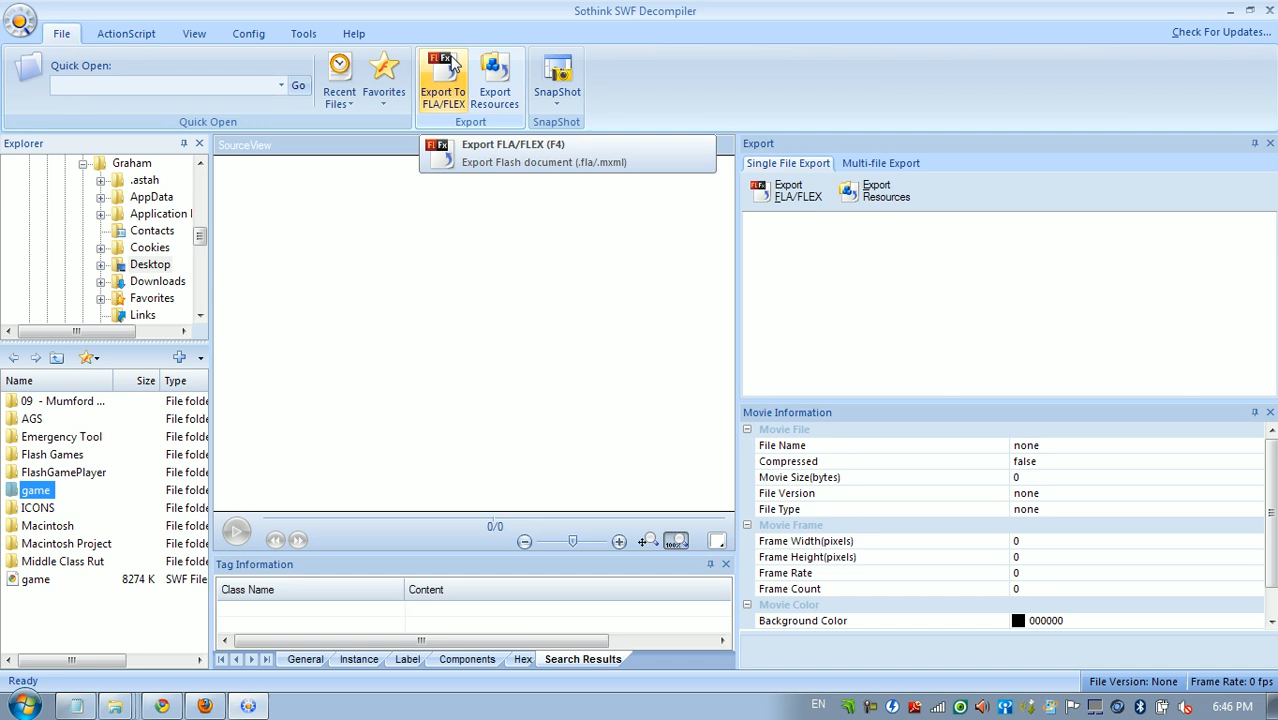 Sothink SWF Decompiler
File ActionScript View Config Tools Help Check For Updates...
Quick Open:
Go
Recent Files
Favorites
Export To FLA/FLEX
Export Resources
SnapShot
Quick Open Export SnapShot
Explorer
Graham
.astah
AppData
Application
Contacts
Cookies
Desktop
Downloads
Favorites
Links
Name Size Type
09 - Mumford ... File folde
AGS File folde
Emergency Tool File folde
Flash Games File folde
FlashGamePlayer File folde
game File folde
ICONS File folde
Macintosh File folde
Macintosh Project File folde
Middle Class Rut File folde
game 8274 K SWF File
SourceView
Export FLA/FLEX (F4)
Export Flash document (.fla/.mxml)
0/0
100%
Tag Information
Class Name Content
General Instance Label Components Hex Search Results
Export
Single File Export Multi-file Export
Export FLA/FLEX
Export Resources
Movie Information
Movie File
File Name none
Compressed false
Movie Size(bytes) 0
File Version none
File Type none
Movie Frame
Frame Width(pixels) 0
Frame Height(pixels) 0
Frame Rate 0
Frame Count 0
Movie Color
Background Color 000000
Ready File Version: None Frame Rate: 0 fps
EN 6:46 PM